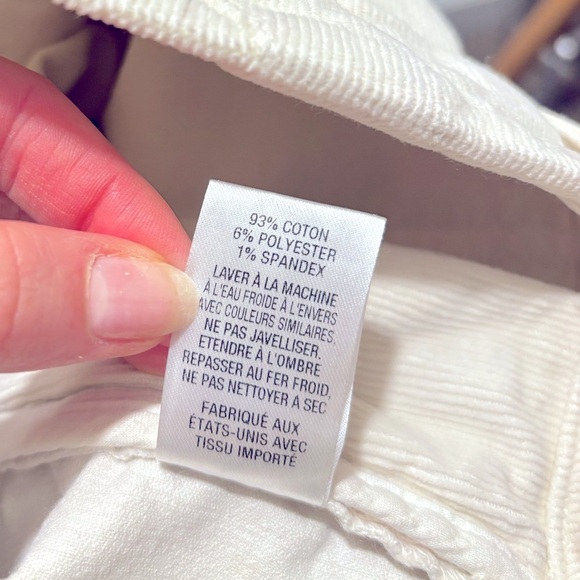 93% COTON
6% POLYESTER
1% SPANDEX
LAVER À LA MACHINE
À L'EAU FROIDE À L'ENVERS
AVEC COULEURS SIMILAIRES.
NE PAS JAVELLISER.
ETENDRE À L'OMBRE
REPASSER AU FER FROID,
NE PAS NETTOYER A SEC
FABRIQUÉ AUX
ÉTATS-UNIS AVEC
TISSU IMPORTÉ